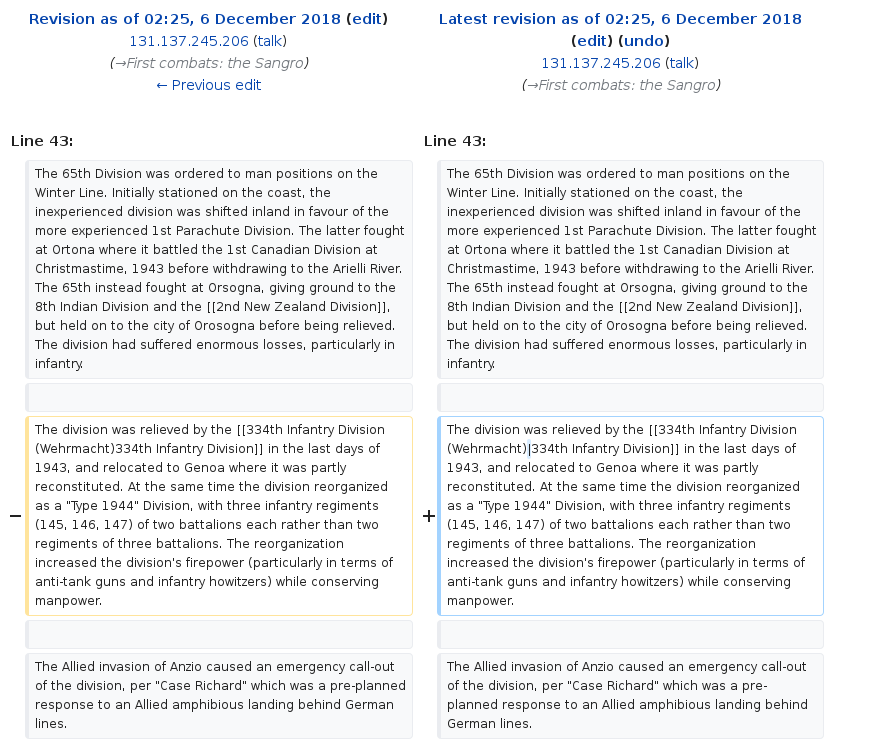 Revision as of 02:25, 6 December 2018 (edit)
131.137.245.206 (talk)
(→First combats: the Sangro)
← Previous edit
Latest revision as of 02:25, 6 December 2018
(edit) (undo)
131.137.245.206 (talk)
(→First combats: the Sangro)
Line 43:
The 65th Division was ordered to man positions on the
Winter Line. Initially stationed on the coast, the
inexperienced division was shifted inland in favour of the
more experienced 1st Parachute Division. The latter fought
at Ortona where it battled the 1st Canadian Division at
Christmastime, 1943 before withdrawing to the Arielli River.
The 65th instead fought at Orsogna, giving ground to the
8th Indian Division and the [[2nd New Zealand Division]],
but held on to the city of Orosogna before being relieved.
The division had suffered enormous losses, particularly in
infantry.
− The division was relieved by the [[334th Infantry Division
(Wehrmacht)334th Infantry Division]] in the last days of
1943, and relocated to Genoa where it was partly
reconstituted. At the same time the division reorganized
as a "Type 1944" Division, with three infantry regiments
(145, 146, 147) of two battalions each rather than two
regiments of three battalions. The reorganization
increased the division's firepower (particularly in terms of
anti-tank guns and infantry howitzers) while conserving
manpower.
The Allied invasion of Anzio caused an emergency call-out
of the division, per "Case Richard" which was a pre-planned
response to an Allied amphibious landing behind German
lines.
Line 43:
The 65th Division was ordered to man positions on the
Winter Line. Initially stationed on the coast, the
inexperienced division was shifted inland in favour of the
more experienced 1st Parachute Division. The latter fought
at Ortona where it battled the 1st Canadian Division at
Christmastime, 1943 before withdrawing to the Arielli River.
The 65th instead fought at Orsogna, giving ground to the
8th Indian Division and the [[2nd New Zealand Division]],
but held on to the city of Orosogna before being relieved.
The division had suffered enormous losses, particularly in
infantry.
+ The division was relieved by the [[334th Infantry Division
(Wehrmacht)|334th Infantry Division]] in the last days of
1943, and relocated to Genoa where it was partly
reconstituted. At the same time the division reorganized
as a "Type 1944" Division, with three infantry regiments
(145, 146, 147) of two battalions each rather than two
regiments of three battalions. The reorganization
increased the division's firepower (particularly in terms of
anti-tank guns and infantry howitzers) while conserving
manpower.
The Allied invasion of Anzio caused an emergency call-out
of the division, per "Case Richard" which was a pre-
planned response to an Allied amphibious landing behind
German lines.